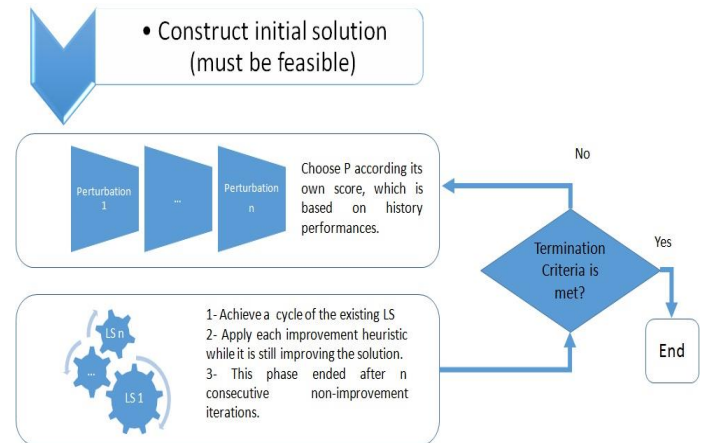 • Construct initial solution
(must be feasible)
Perturbation
1
...
Perturbation
n
Choose P according its
own score, which is
based on history
performances.
No
Termination
Criteria is
met?
Yes
End
LS n
...
LS 1
1- Achieve a cycle of the existing LS
2- Apply each improvement heuristic
while it is still improving the solution.
3- This phase ended after n
consecutive non-improvement
iterations.